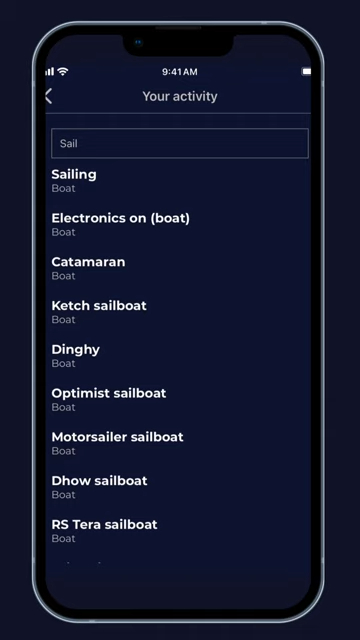 9:41 AM
Your activity
Sail
Sailing
Boat
Electronics on (boat)
Boat
Catamaran
Boat
Ketch sailboat
Boat
Dinghy
Boat
Optimist sailboat
Boat
Motorsailer sailboat
Boat
Dhow sailboat
Boat
RS Tera sailboat
Boat